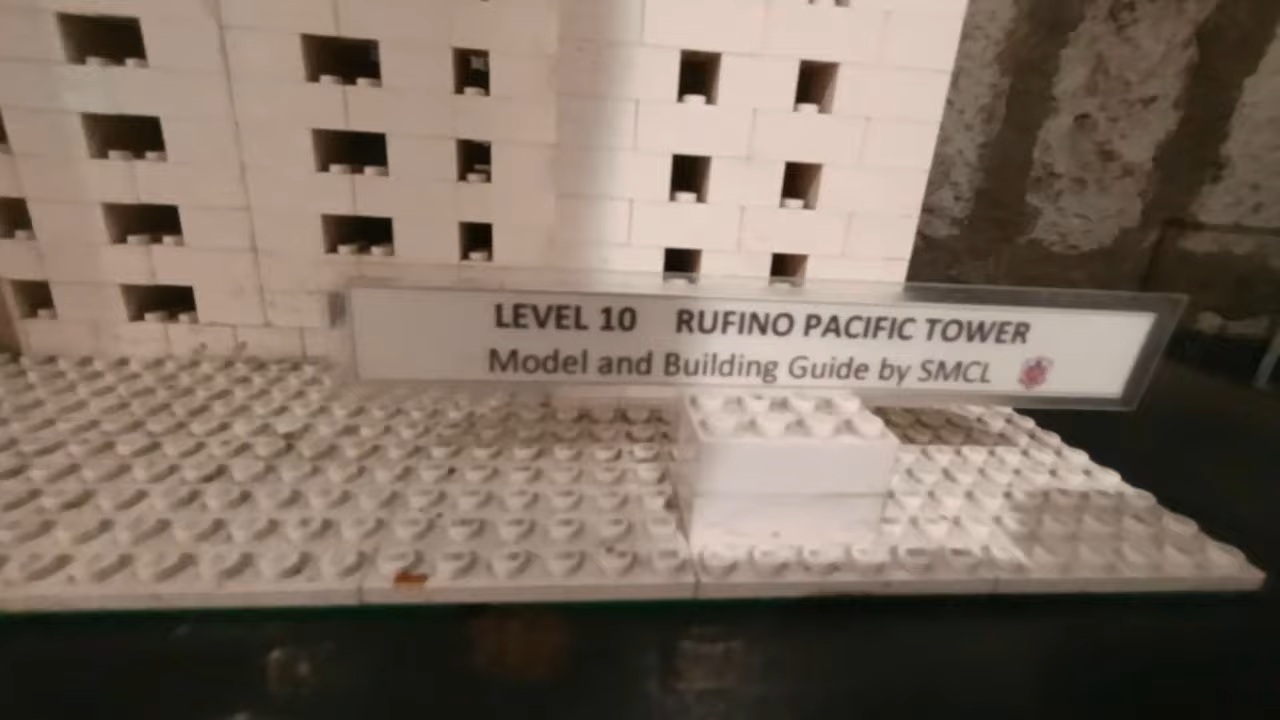 LEVEL 10 RUFINO PACIFIC TOWER
Model and Building Guide by SMCL